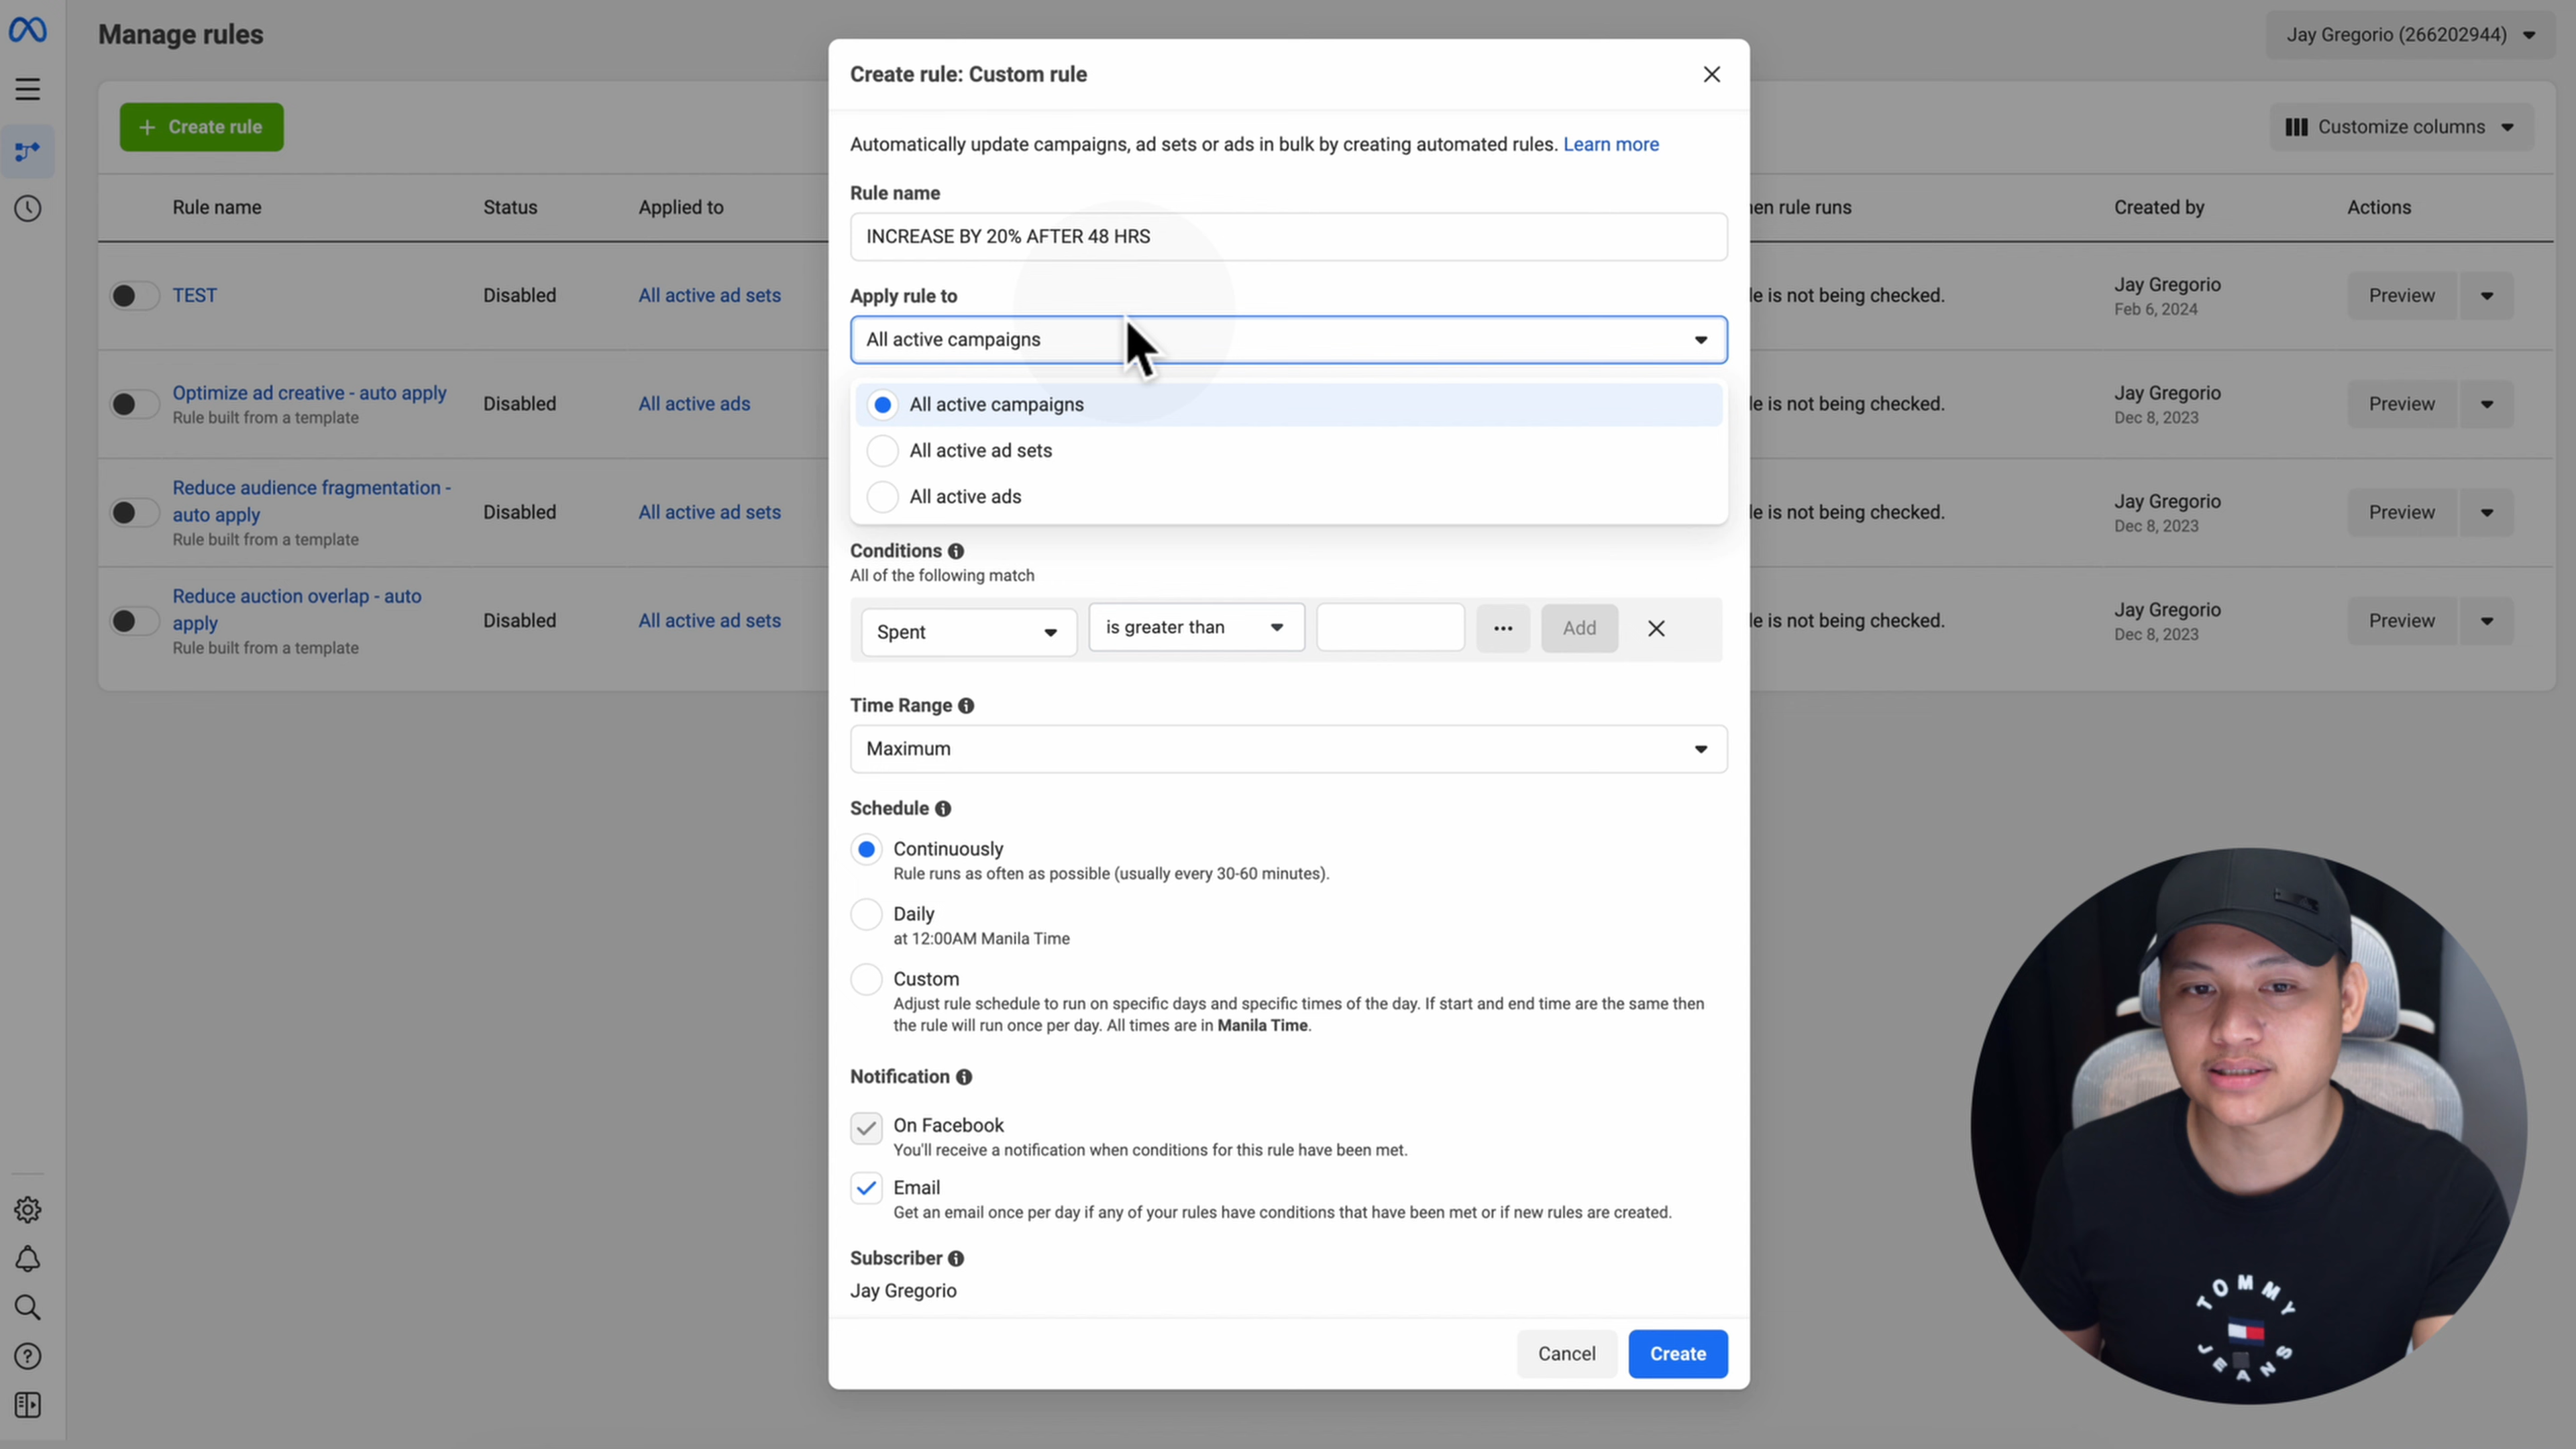 Manage rules
Jay Gregorio (266202944)
Create rule
Customize columns
Rule name
Status
Applied to
en rule runs
Created by
Actions
TEST
Disabled
All active ad sets
le is not being checked.
Jay Gregorio
Feb 6, 2024
Preview
Optimize ad creative - auto apply
Rule built from a template
Disabled
All active ads
le is not being checked.
Jay Gregorio
Dec 8, 2023
Preview
Reduce audience fragmentation -
auto apply
Rule built from a template
Disabled
All active ad sets
le is not being checked.
Jay Gregorio
Dec 8, 2023
Preview
Reduce auction overlap - auto
apply
Rule built from a template
Disabled
All active ad sets
le is not being checked.
Jay Gregorio
Dec 8, 2023
Preview
Create rule: Custom rule
Automatically update campaigns, ad sets or ads in bulk by creating automated rules. Learn more
Rule name
INCREASE BY 20% AFTER 48 HRS
Apply rule to
All active campaigns
All active campaigns
All active ad sets
All active ads
Conditions
All of the following match
Spent
is greater than
Add
Time Range
Maximum
Schedule
Continuously
Rule runs as often as possible (usually every 30-60 minutes).
Daily
at 12:00AM Manila Time
Custom
Adjust rule schedule to run on specific days and specific times of the day. If start and end time are the same then
the rule will run once per day. All times are in Manila Time.
Notification
On Facebook
You'll receive a notification when conditions for this rule have been met.
Email
Get an email once per day if any of your rules have conditions that have been met or if new rules are created.
Subscriber
Jay Gregorio
Cancel
Create
TOMMY
JEANS